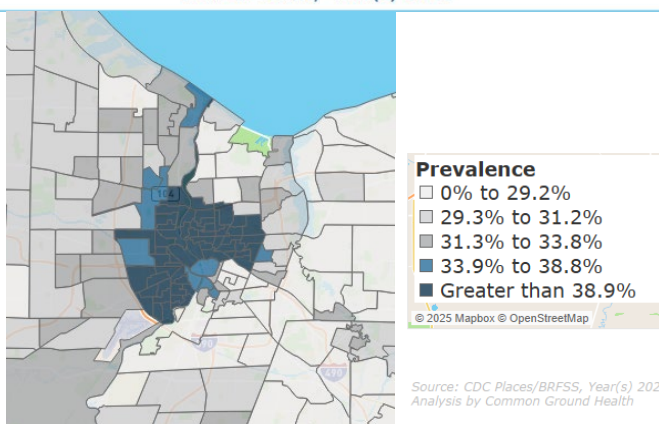 104
Prevalence
0% to 29.2%
29.3% to 31.2%
31.3% to 33.8%
33.9% to 38.8%
Greater than 38.9%
© 2025 Mapbox © OpenStreetMap
490
Source: CDC Places/BRFSS, Year(s) 202
Analysis by Common Ground Health